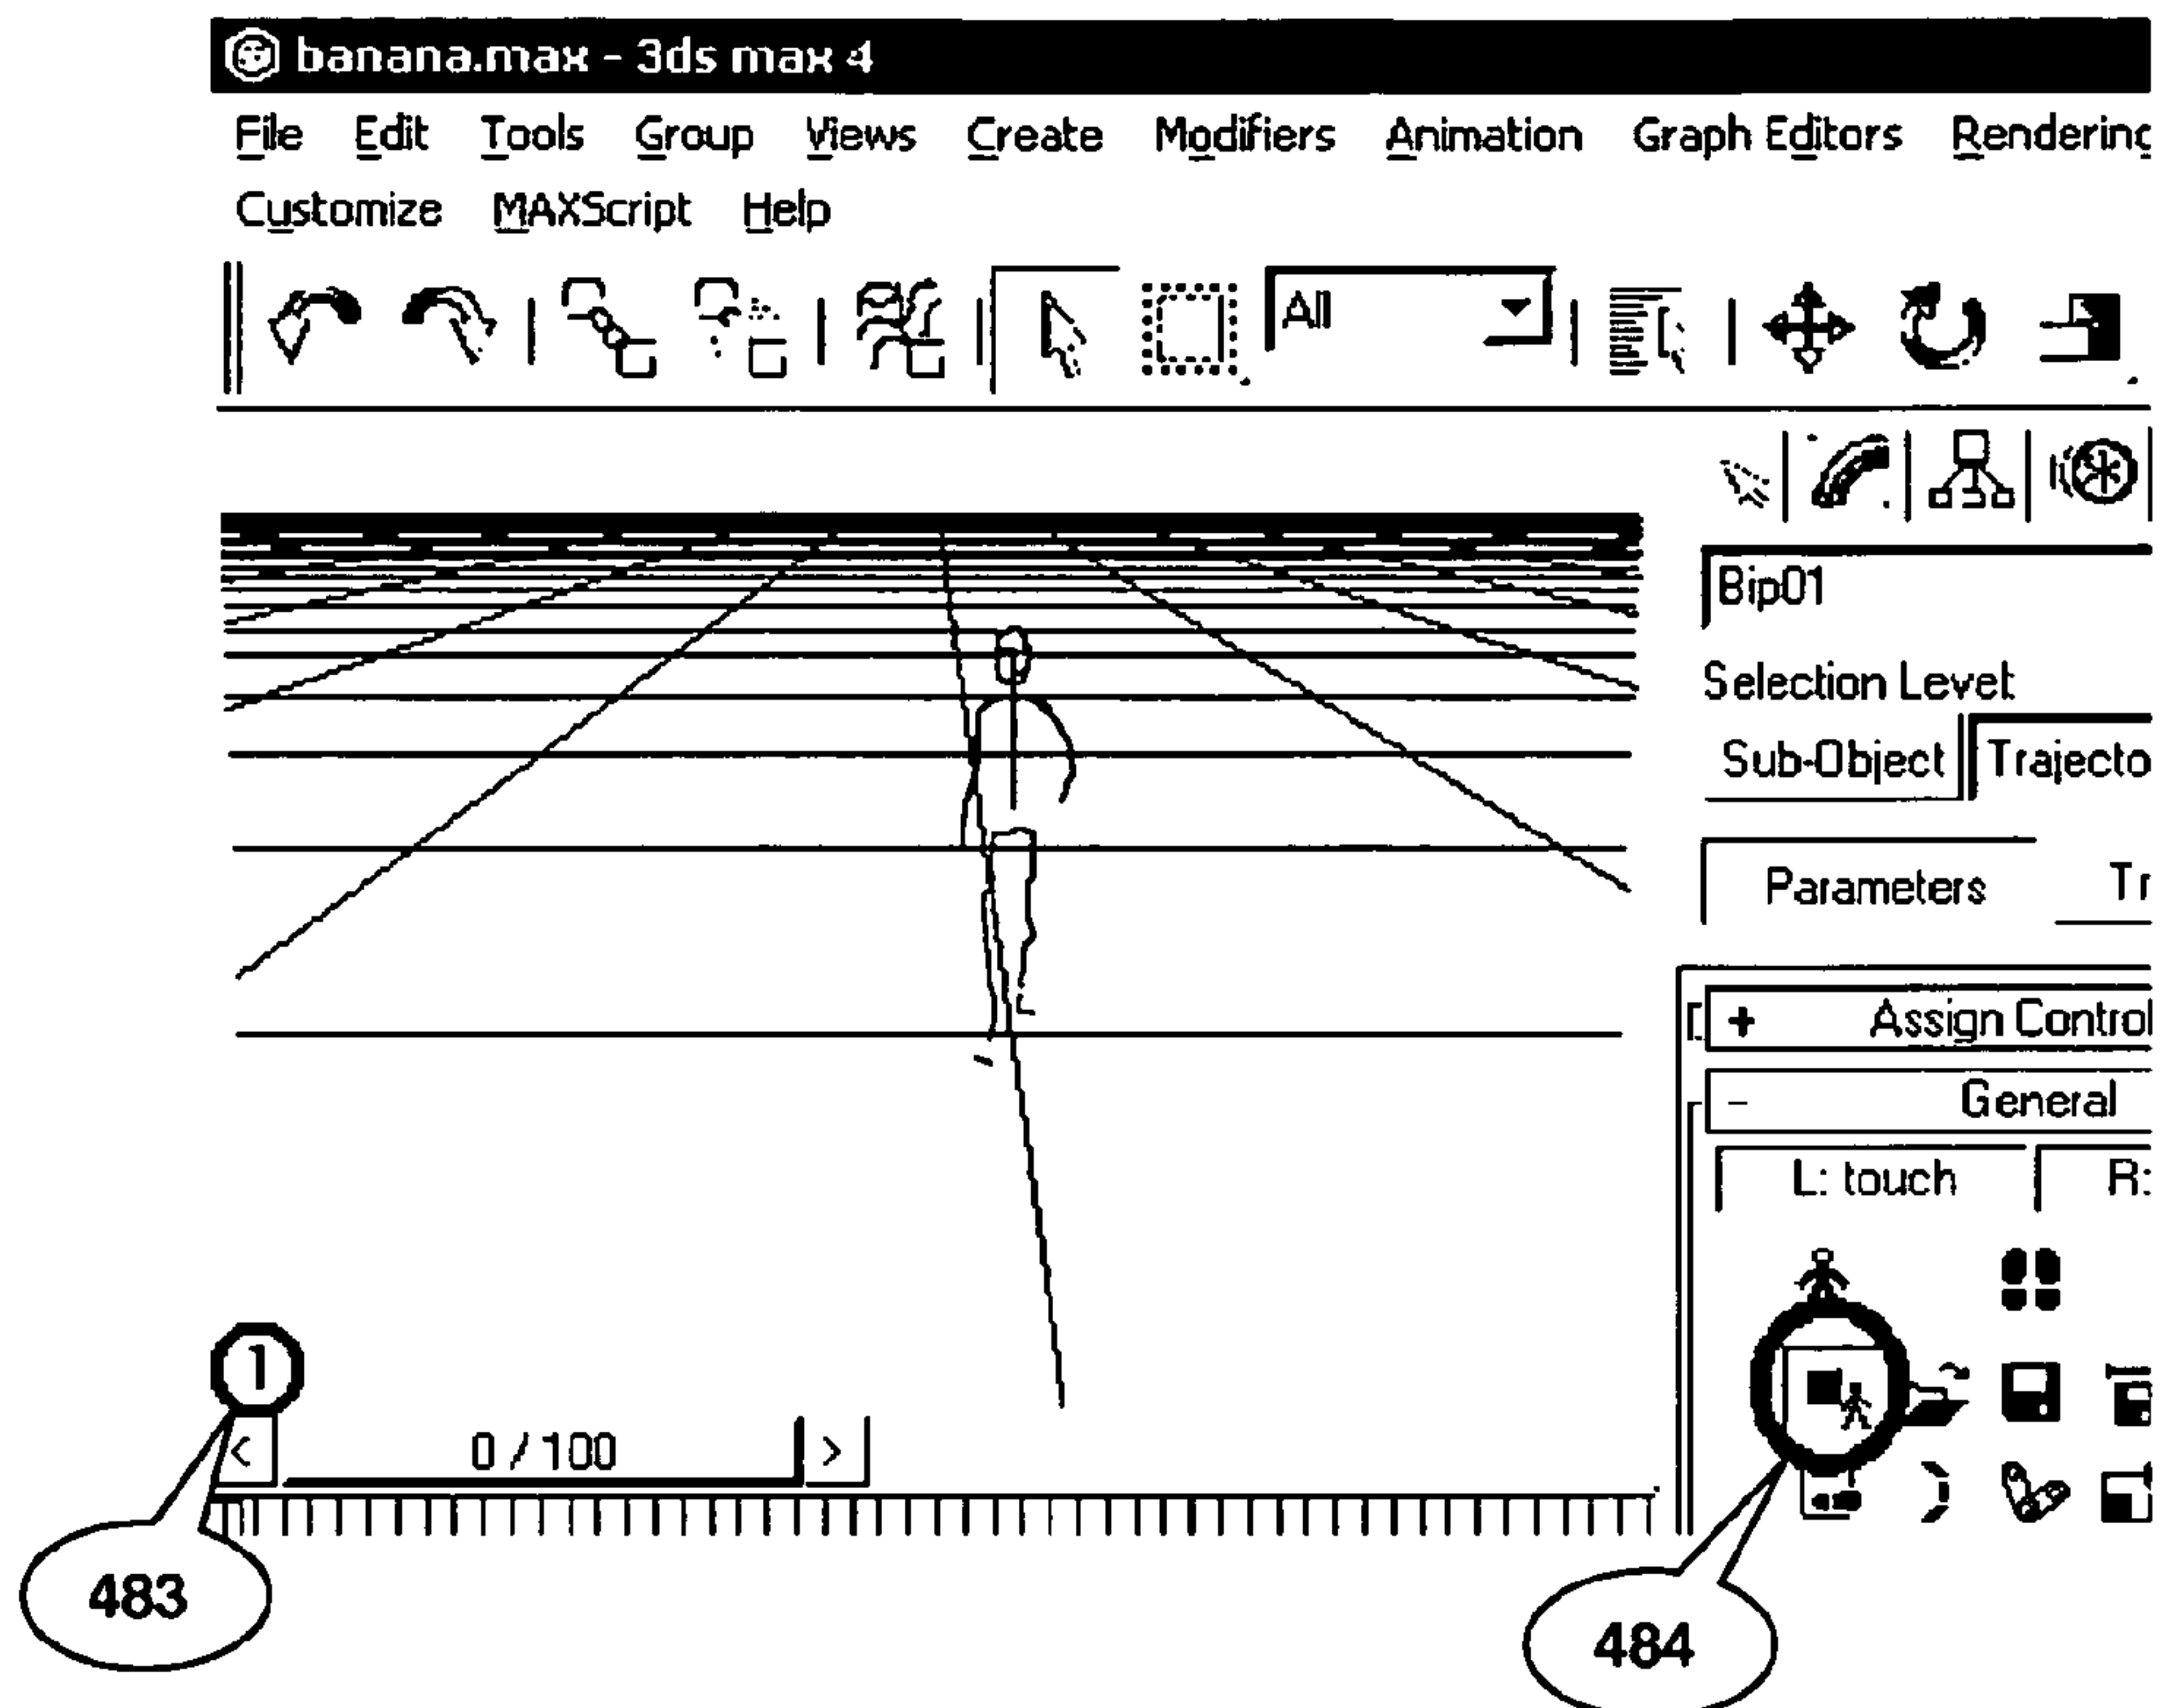 banana.max - 3ds max 4
File Edit Tools Group Views Create Modifiers Animation Graph Editors Rendering
Customize MAXScript Help
All
Bip01
Selection Level:
Sub-Object Trajecto
Parameters Tr
+ Assign Control
- General
L: touch R:
1
< 0 / 100 >
483
484